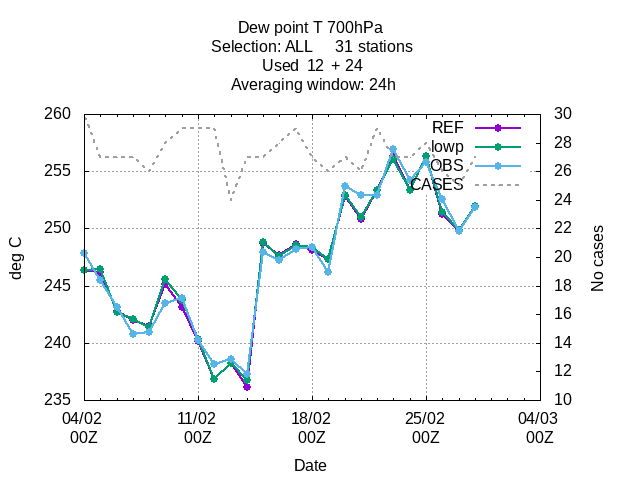 Dew point T 700hPa
Selection: ALL 31 stations
Used 12 + 24
Averaging window: 24h
260 30
REF
lowp
OBS
CASES
28
255 26
24
250 22
20
245 18
16
240 14
12
235 10
deg C
No cases
04/02 11/02 18/02 25/02 04/03
00Z 00Z 00Z 00Z 00Z
Date